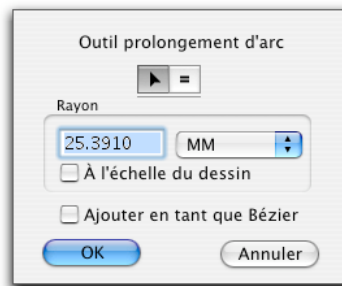 Outil prolongement d'arc
=
Rayon
25.3910 MM
À l'échelle du dessin
Ajouter en tant que Bézier
OK Annuler